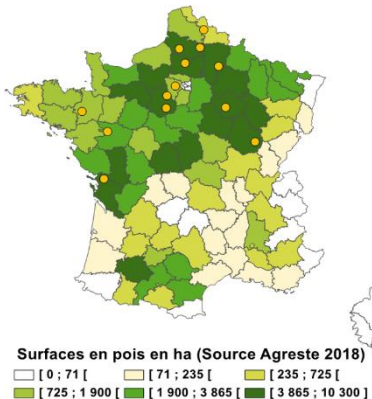 Surfaces en pois en ha (Source Agreste 2018)
[ 0 ; 71 [ [ 71 ; 235 [ [ 235 ; 725 [
[ 725 ; 1 900 [ [ 1 900 ; 3 865 [ [ 3 865 ; 10 300 [